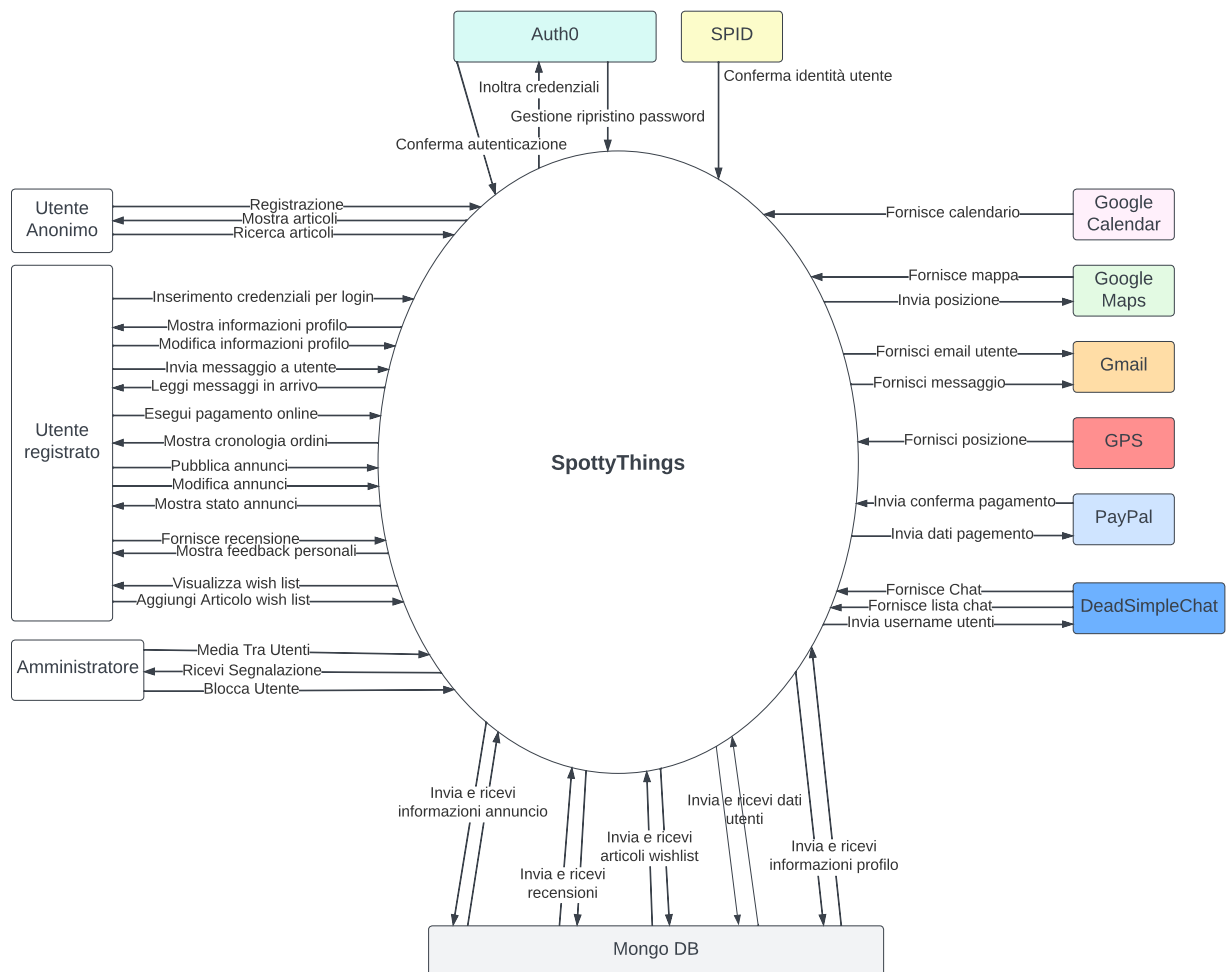 Auth0
SPID
Conferma identità utente
Inoltra credenziali
Gestione ripristino password
Conferma autenticazione
Utente
Anonimo
Registrazione
Mostra articoli
Ricerca articoli
Utente
registrato
Inserimento credenziali per login
Mostra informazioni profilo
Modifica informazioni profilo
Invia messaggio a utente
Leggi messaggi in arrivo
Esegui pagamento online
Mostra cronologia ordini
Pubblica annunci
Modifica annunci
Mostra stato annunci
Fornisce recensione
Mostra feedback personali
Visualizza wish list
Aggiungi Articolo wish list
Amministratore
Media Tra Utenti
Ricevi Segnalazione
Blocca Utente
SpottyThings
Fornisce calendario
Google
Calendar
Fornisce mappa
Invia posizione
Google
Maps
Fornisci email utente
Fornisci messaggio
Gmail
Fornisci posizione
GPS
Invia conferma pagamento
Invia dati pagemento
PayPal
Fornisce Chat
Fornisce lista chat
Invia username utenti
DeadSimpleChat
Invia e ricevi
informazioni annuncio
Invia e ricevi
recensioni
Invia e ricevi
articoli wishlist
Invia e ricevi dati
utenti
Invia e ricevi
informazioni profilo
Mongo DB